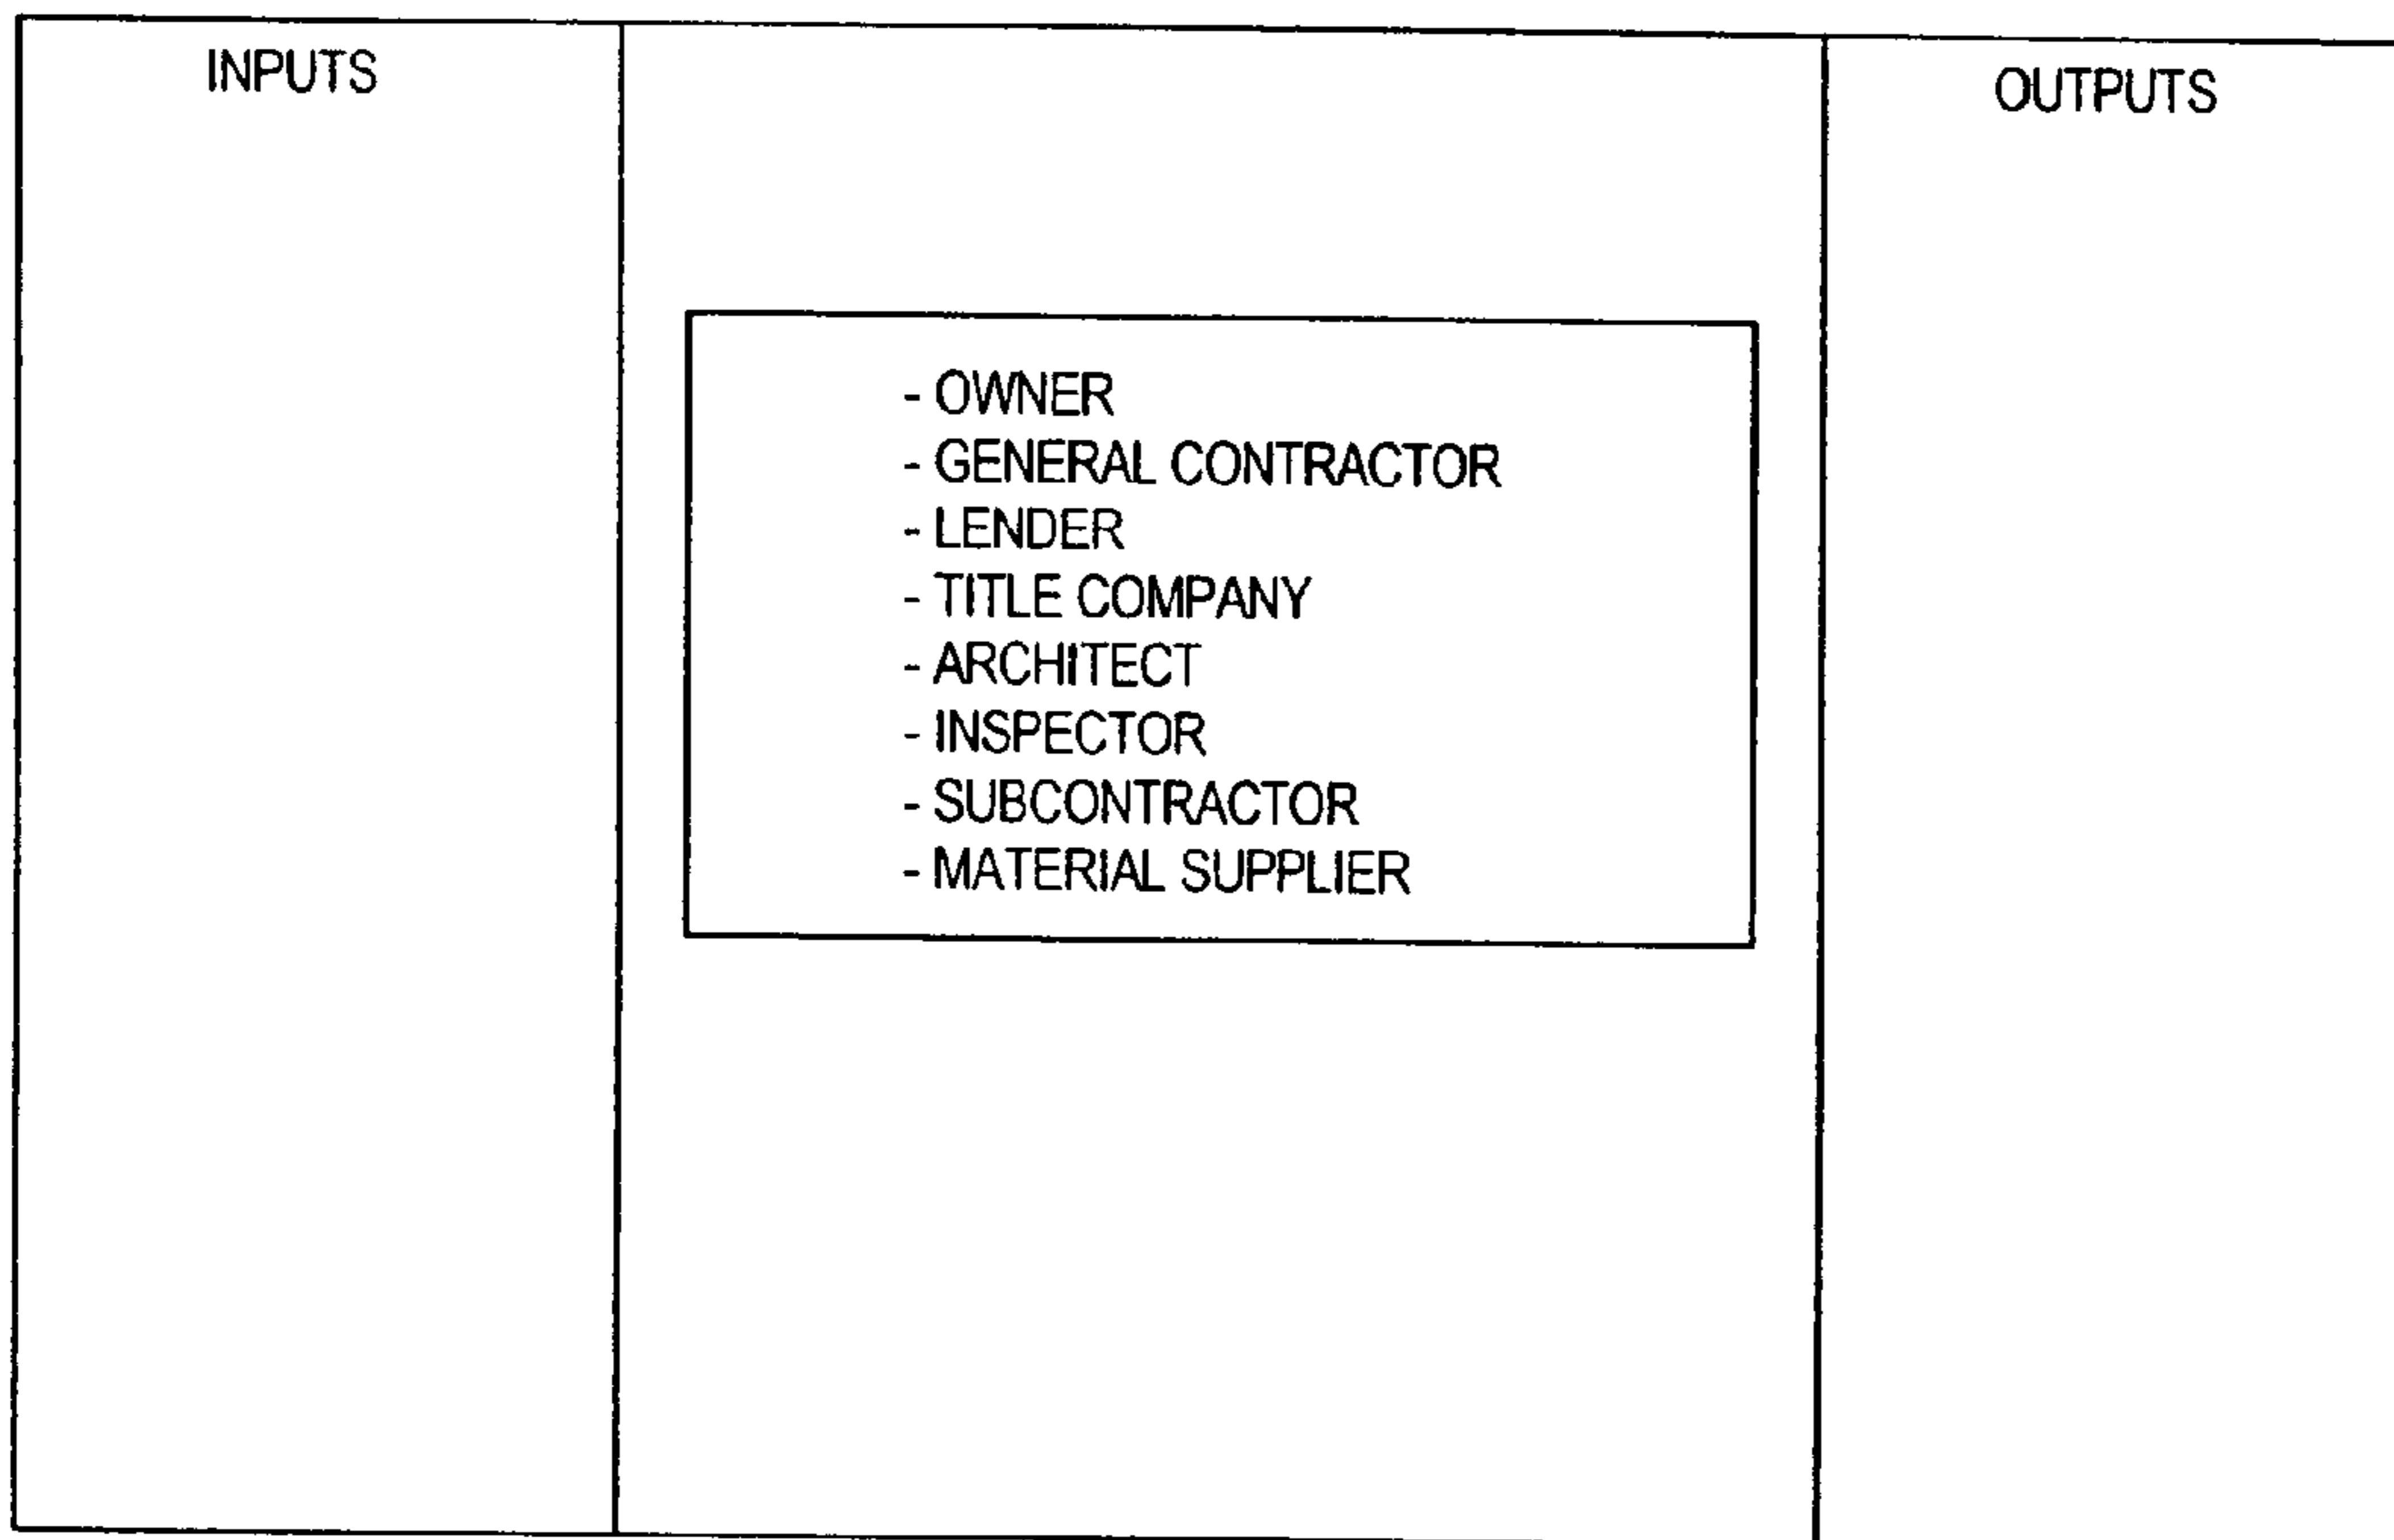 INPUTS
OUTPUTS
- OWNER
- GENERAL CONTRACTOR
- LENDER
- TITLE COMPANY
- ARCHITECT
- INSPECTOR
- SUBCONTRACTOR
- MATERIAL SUPPLIER